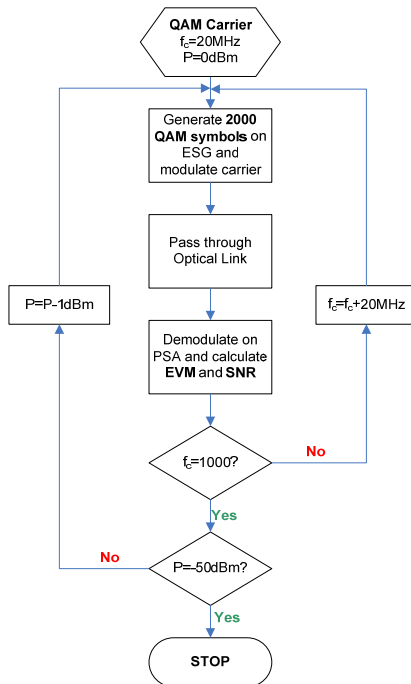 QAM Carrier
fc=20MHz
P=0dBm
Generate 2000
QAM symbols on
ESG and
modulate carrier
Pass through
Optical Link
P=P-1dBm
fc=fc+20MHz
Demodulate on
PSA and calculate
EVM and SNR
fc=1000?
No
Yes
No
P=-50dBm?
Yes
STOP